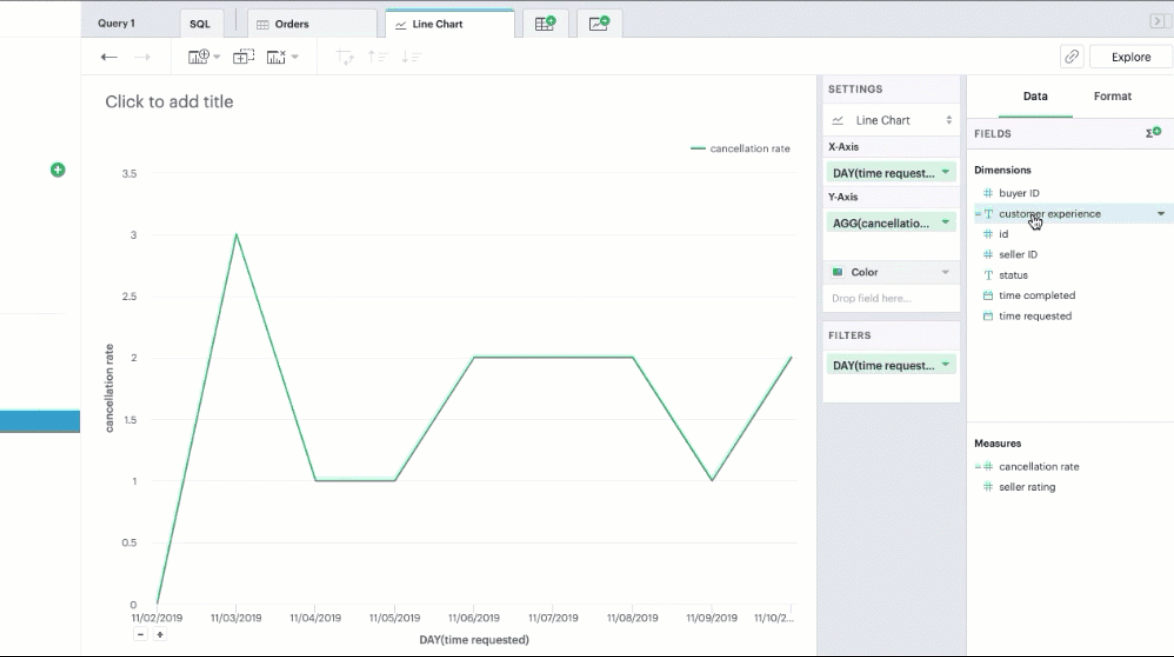 Query 1
SQL
Orders
Line Chart
Explore
Click to add title
cancellation rate
3.5
3
2.5
2
1.5
1
0.5
0
cancellation rate
11/02/2019
11/03/2019
11/04/2019
11/05/2019
11/06/2019
11/07/2019
11/08/2019
11/09/2019
11/10/2...
DAY(time requested)
SETTINGS
Line Chart
X-Axis
DAY(time request...
Y-Axis
AGG(cancellatio...
Color
Drop field here...
FILTERS
DAY(time request...
Data
Format
FIELDS
Dimensions
buyer ID
customer experience
id
seller ID
status
time completed
time requested
Measures
cancellation rate
seller rating